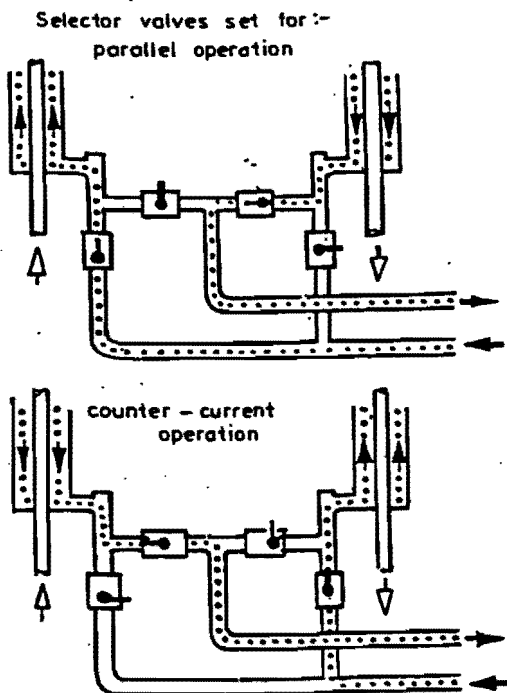 Selector valves set for:-
parallel operation
counter - current
operation